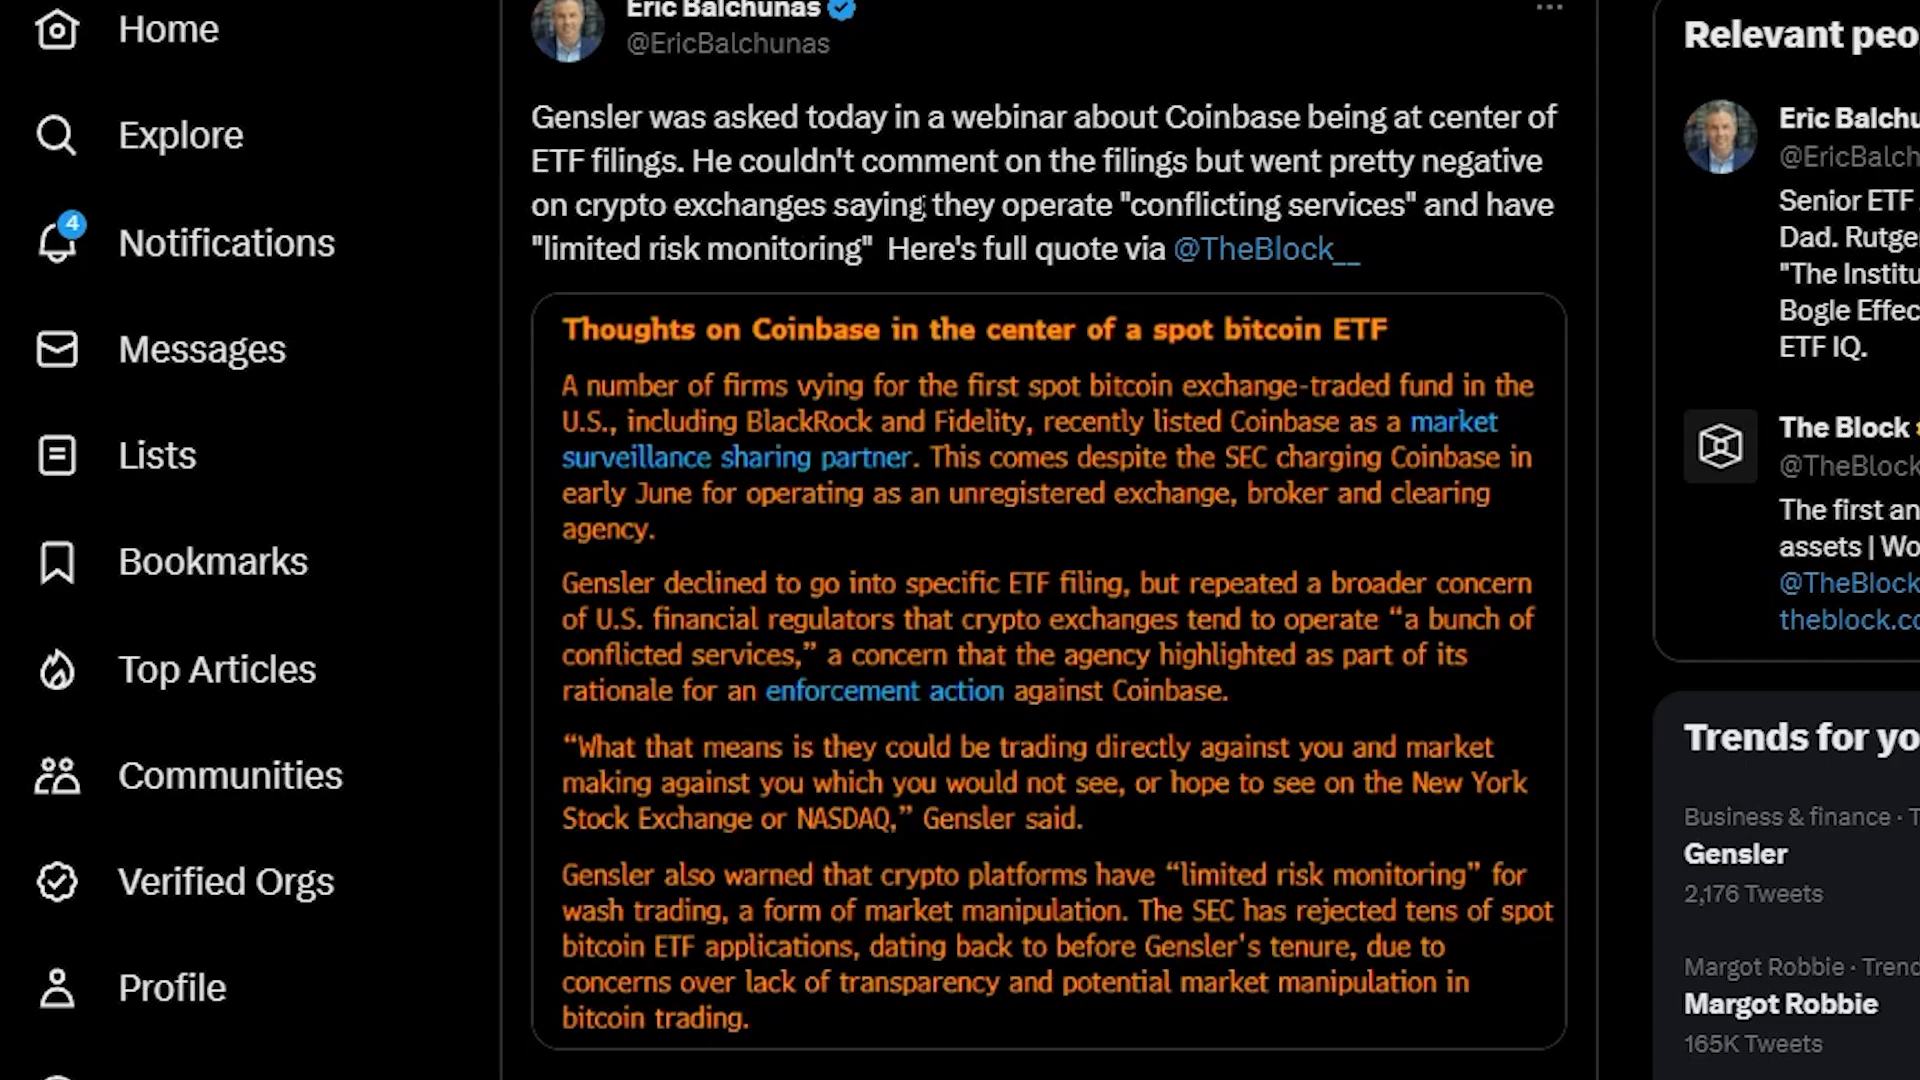 Home
Explore
4
Notifications
Messages
Lists
Bookmarks
Top Articles
Communities
Verified Orgs
Profile
Eric Balchunas
@EricBalchunas
Gensler was asked today in a webinar about Coinbase being at center of
ETF filings. He couldn't comment on the filings but went pretty negative
on crypto exchanges saying they operate "conflicting services" and have
"limited risk monitoring"  Here's full quote via @TheBlock__
Thoughts on Coinbase in the center of a spot bitcoin ETF
A number of firms vying for the first spot bitcoin exchange-traded fund in the
U.S., including BlackRock and Fidelity, recently listed Coinbase as a market
surveillance sharing partner. This comes despite the SEC charging Coinbase in
early June for operating as an unregistered exchange, broker and clearing
agency.
Gensler declined to go into specific ETF filing, but repeated a broader concern
of U.S. financial regulators that crypto exchanges tend to operate “a bunch of
conflicted services,” a concern that the agency highlighted as part of its
rationale for an enforcement action against Coinbase.
“What that means is they could be trading directly against you and market
making against you which you would not see, or hope to see on the New York
Stock Exchange or NASDAQ,” Gensler said.
Gensler also warned that crypto platforms have “limited risk monitoring” for
wash trading, a form of market manipulation. The SEC has rejected tens of spot
bitcoin ETF applications, dating back to before Gensler's tenure, due to
concerns over lack of transparency and potential market manipulation in
bitcoin trading.
Relevant peo
Eric Balchu
@EricBalch
Senior ETF
Dad. Rutge
"The Institu
Bogle Effec
ETF IQ.
The Block
@TheBlock
The first an
assets | Wo
@TheBlock
theblock.co
Trends for yo
Business & finance · T
Gensler
2,176 Tweets
Margot Robbie · Trend
Margot Robbie
165K Tweets